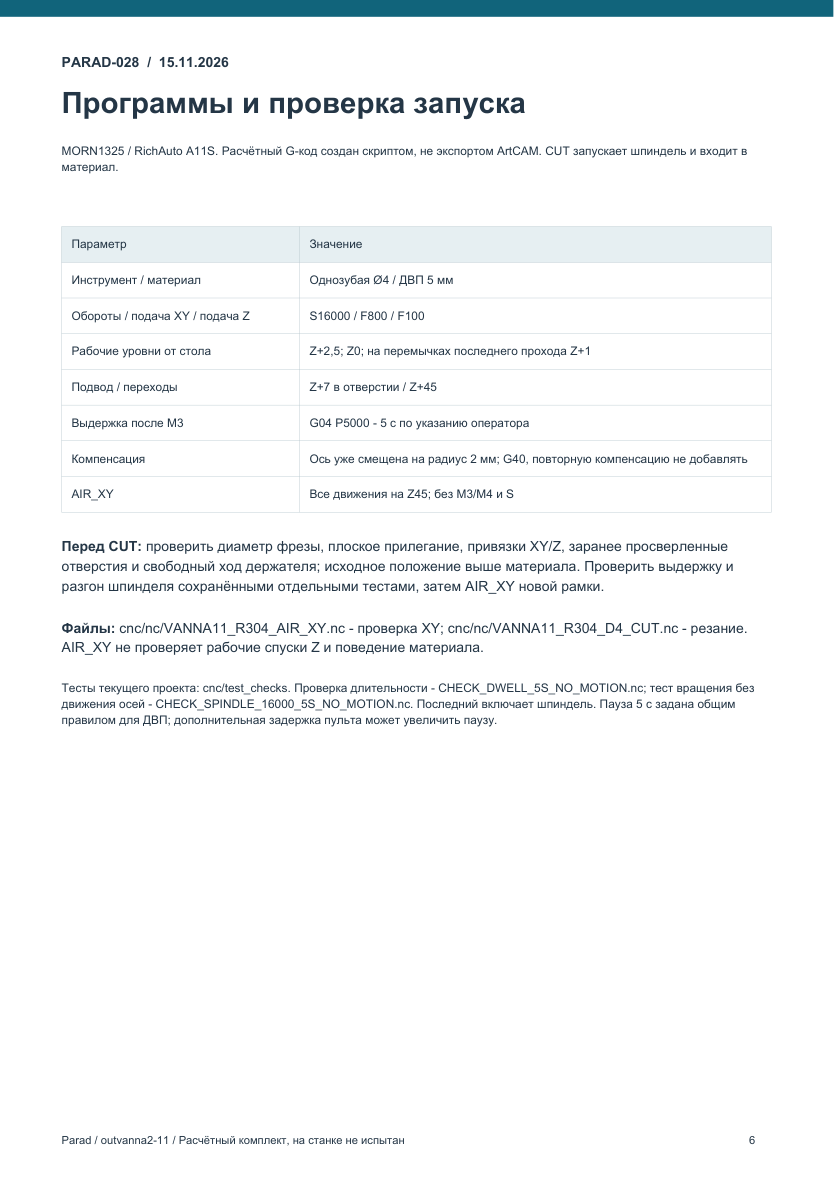 PARAD-028 / 15.11.2026
Программы и проверка запуска
MORN1325 / RichAuto A11S. Расчётный G-код создан скриптом, не экспортом ArtCAM. CUT запускает шпиндель и входит в
материал.
Параметр Значение
Инструмент / материал Однозубая Ø4 / ДВП 5 мм
Обороты / подача XY / подача Z S16000 / F800 / F100
Рабочие уровни от стола Z+2,5; Z0; на перемычках последнего прохода Z+1
Подвод / переходы Z+7 в отверстии / Z+45
Выдержка после M3 G04 P5000 - 5 с по указанию оператора
Компенсация Ось уже смещена на радиус 2 мм; G40, повторную компенсацию не добавлять
AIR_XY Все движения на Z45; без M3/M4 и S
Перед CUT: проверить диаметр фрезы, плоское прилегание, привязки XY/Z, заранее просверленные
отверстия и свободный ход держателя; исходное положение выше материала. Проверить выдержку и
разгон шпинделя сохранёнными отдельными тестами, затем AIR_XY новой рамки.
Файлы: cnc/nc/VANNA11_R304_AIR_XY.nc - проверка XY; cnc/nc/VANNA11_R304_D4_CUT.nc - резание.
AIR_XY не проверяет рабочие спуски Z и поведение материала.
Тесты текущего проекта: cnc/test_checks. Проверка длительности - CHECK_DWELL_5S_NO_MOTION.nc; тест вращения без
движения осей - CHECK_SPINDLE_16000_5S_NO_MOTION.nc. Последний включает шпиндель. Пауза 5 с задана общим
правилом для ДВП; дополнительная задержка пульта может увеличить паузу.
Parad / outvanna2-11 / Расчётный комплект, на станке не испытан 6